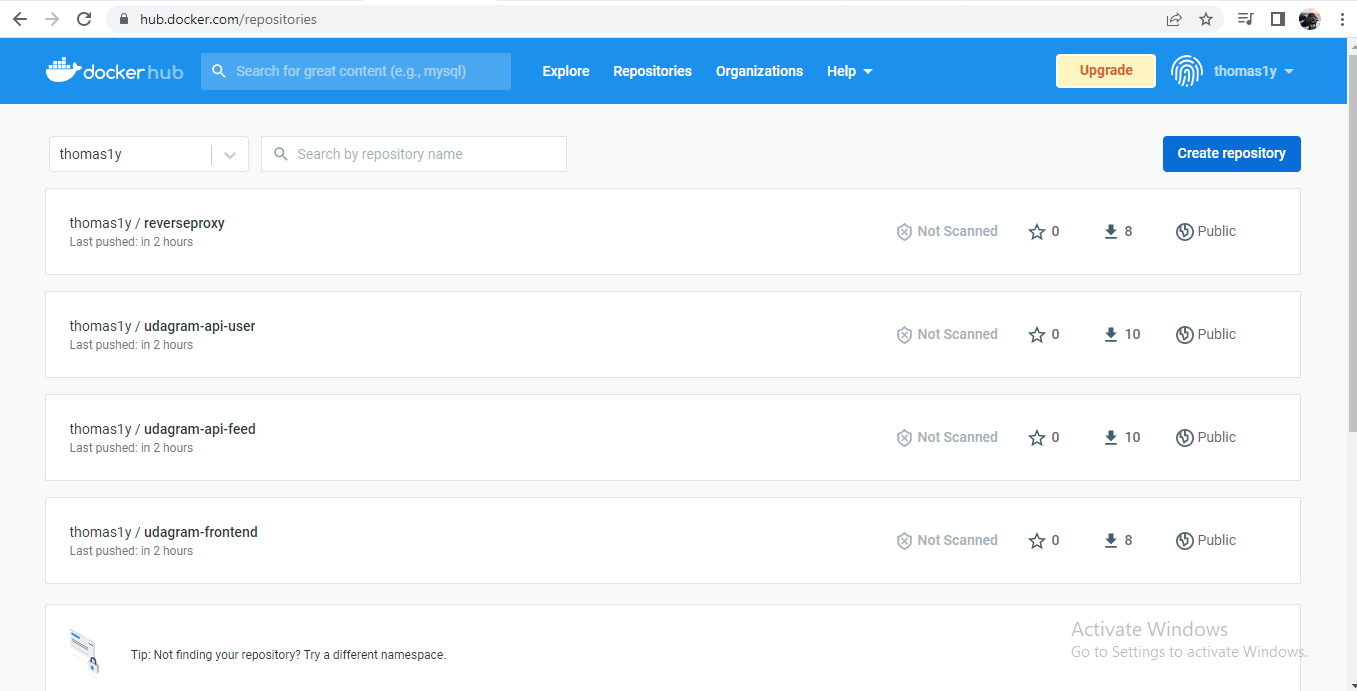 hub.docker.com/repositories
docker hub
Search for great content (e.g., mysql)
Explore
Repositories
Organizations
Help
Upgrade
thomas1y
thomas1y
Search by repository name
Create repository
thomas1y / reverseproxy
Last pushed: in 2 hours
Not Scanned
0
8
Public
thomas1y / udagram-api-user
Last pushed: in 2 hours
Not Scanned
0
10
Public
thomas1y / udagram-api-feed
Last pushed: in 2 hours
Not Scanned
0
10
Public
thomas1y / udagram-frontend
Last pushed: in 2 hours
Not Scanned
0
8
Public
Tip: Not finding your repository? Try a different namespace.
Activate Windows
Go to Settings to activate Windows.